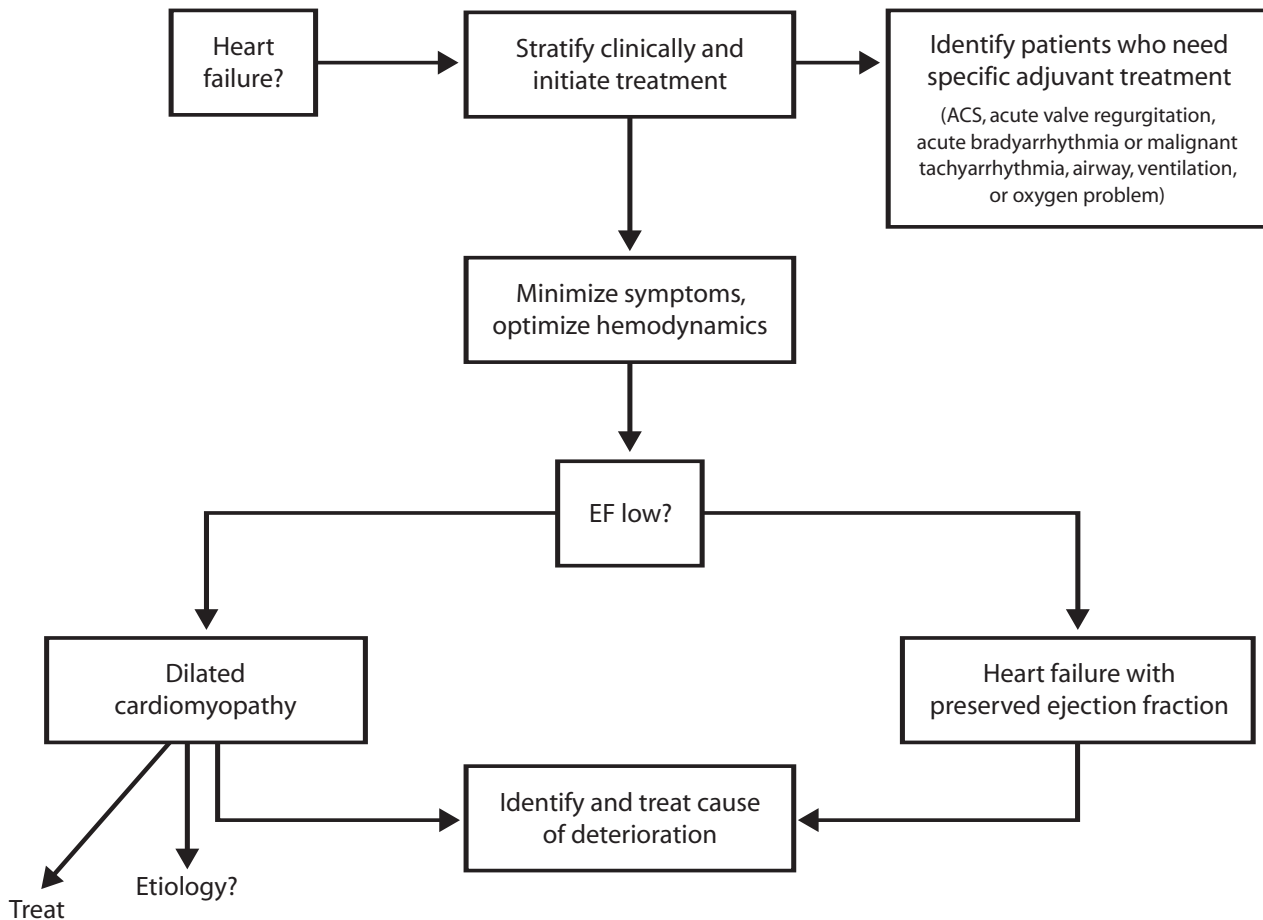 Heart
failure?
Stratify clinically and
initiate treatment
Identify patients who need
specific adjuvant treatment
(ACS, acute valve regurgitation,
acute bradyarrhythmia or malignant
tachyarrhythmia, airway, ventilation,
or oxygen problem)
Minimize symptoms,
optimize hemodynamics
EF low?
Dilated
cardiomyopathy
Heart failure with
preserved ejection fraction
Identify and treat cause
of deterioration
Etiology?
Treat